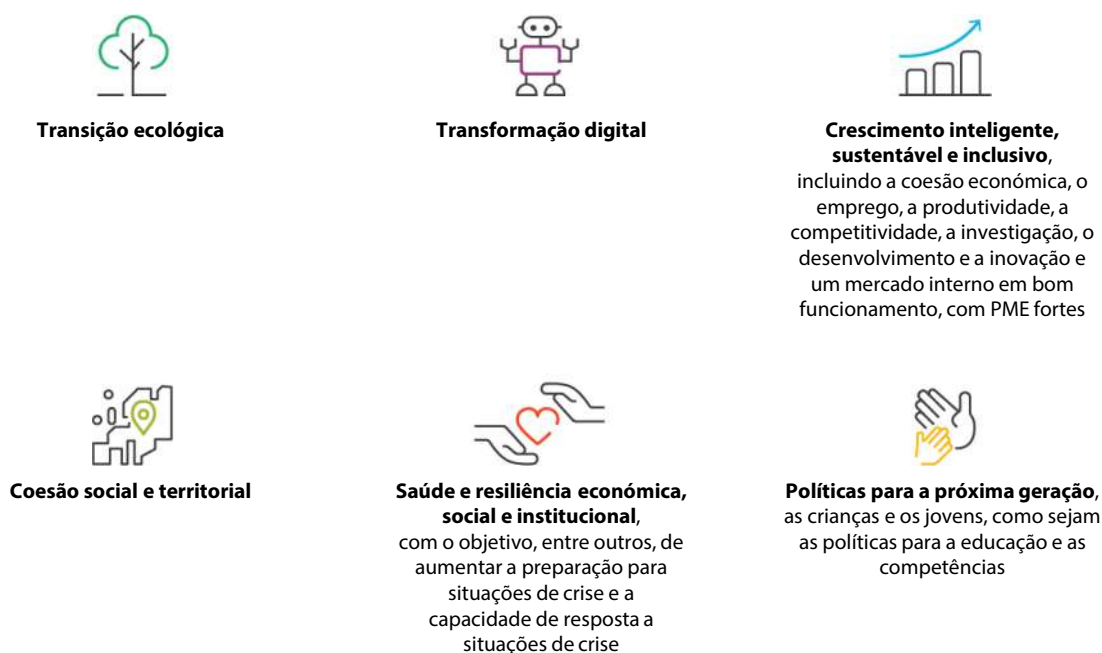 Transição ecológica
Transformação digital
Crescimento inteligente,
sustentável e inclusivo,
incluindo a coesão económica, o
emprego, a produtividade, a
competitividade, a investigação, o
desenvolvimento e a inovação e
um mercado interno em bom
funcionamento, com PME fortes
Coesão social e territorial
Saúde e resiliência económica,
social e institucional,
com o objetivo, entre outros, de
aumentar a preparação para
situações de crise e a
capacidade de resposta a
situações de crise
Políticas para a próxima geração,
as crianças e os jovens, como sejam
as políticas para a educação e as
competências